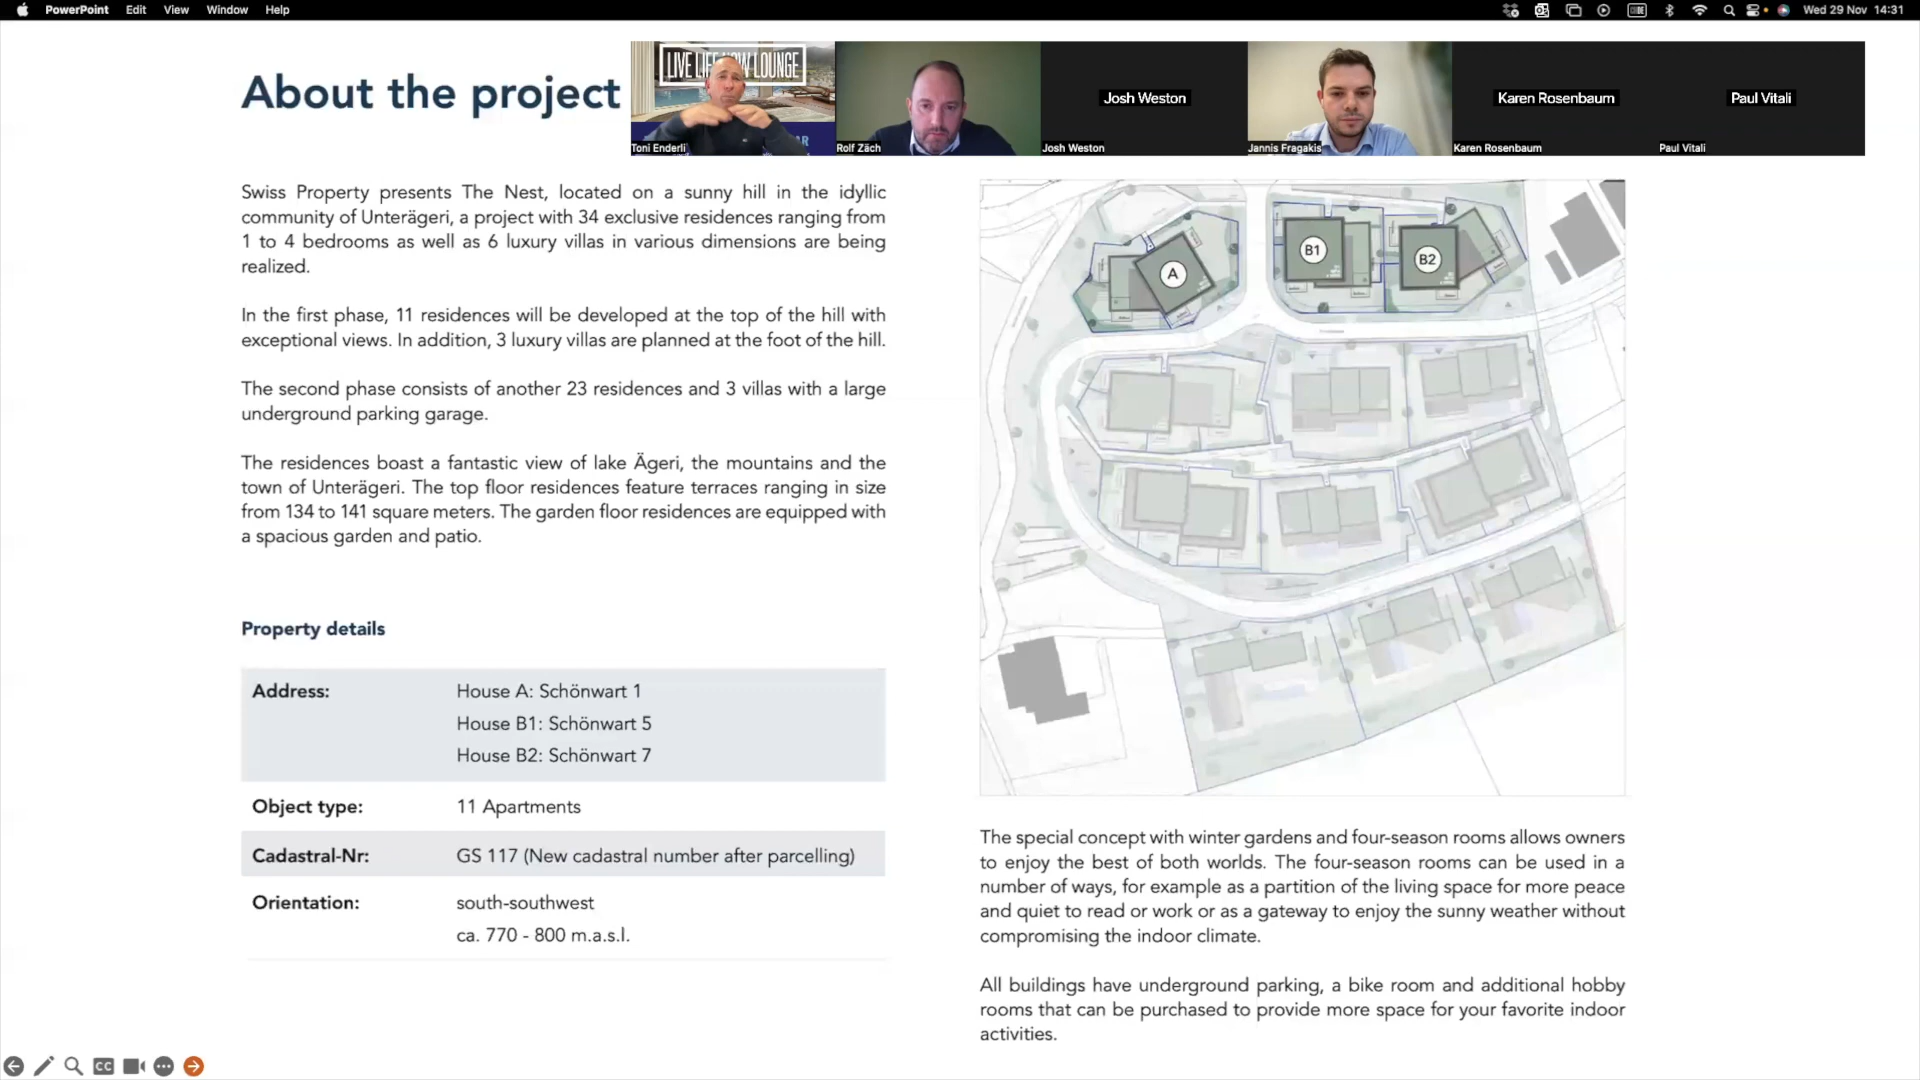 PowerPoint Edit View Window Help
Wed 29 Nov 14:31
About the project
LIVE LIFE NOW LOUNGE
Toni Enderli
Rolf Zäch
Josh Weston
Josh Weston
Jannis Fragakis
Karen Rosenbaum
Karen Rosenbaum
Paul Vitali
Paul Vitali
Swiss Property presents The Nest, located on a sunny hill in the idyllic
community of Unterägeri, a project with 34 exclusive residences ranging from
1 to 4 bedrooms as well as 6 luxury villas in various dimensions are being
realized.
In the first phase, 11 residences will be developed at the top of the hill with
exceptional views. In addition, 3 luxury villas are planned at the foot of the hill.
The second phase consists of another 23 residences and 3 villas with a large
underground parking garage.
The residences boast a fantastic view of lake Ägeri, the mountains and the
town of Unterägeri. The top floor residences feature terraces ranging in size
from 134 to 141 square meters. The garden floor residences are equipped with
a spacious garden and patio.
Property details
Address: House A: Schönwart 1
House B1: Schönwart 5
House B2: Schönwart 7
Object type: 11 Apartments
Cadastral-Nr: GS 117 (New cadastral number after parcelling)
Orientation: south-southwest
ca. 770 - 800 m.a.s.l.
A
B1
B2
The special concept with winter gardens and four-season rooms allows owners
to enjoy the best of both worlds. The four-season rooms can be used in a
number of ways, for example as a partition of the living space for more peace
and quiet to read or work or as a gateway to enjoy the sunny weather without
compromising the indoor climate.
All buildings have underground parking, a bike room and additional hobby
rooms that can be purchased to provide more space for your favorite indoor
activities.
CC